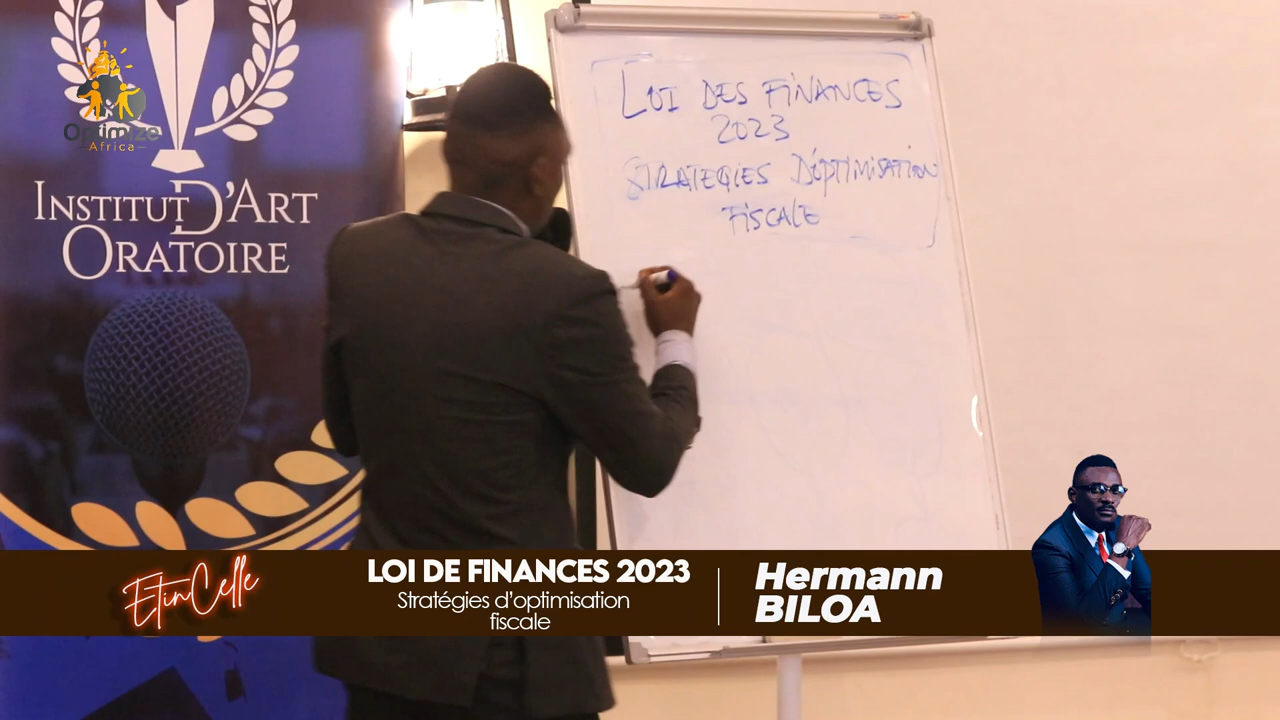 Optimize
Africa
INSTITUT D'ART
ORATOIRE
LOI DES FINANCES
2023
STRATEGIES D'OPTIMISATION
FISCALE
EtinCelle
LOI DE FINANCES 2023
Stratégies d'optimisation
fiscale
Hermann
BILOA